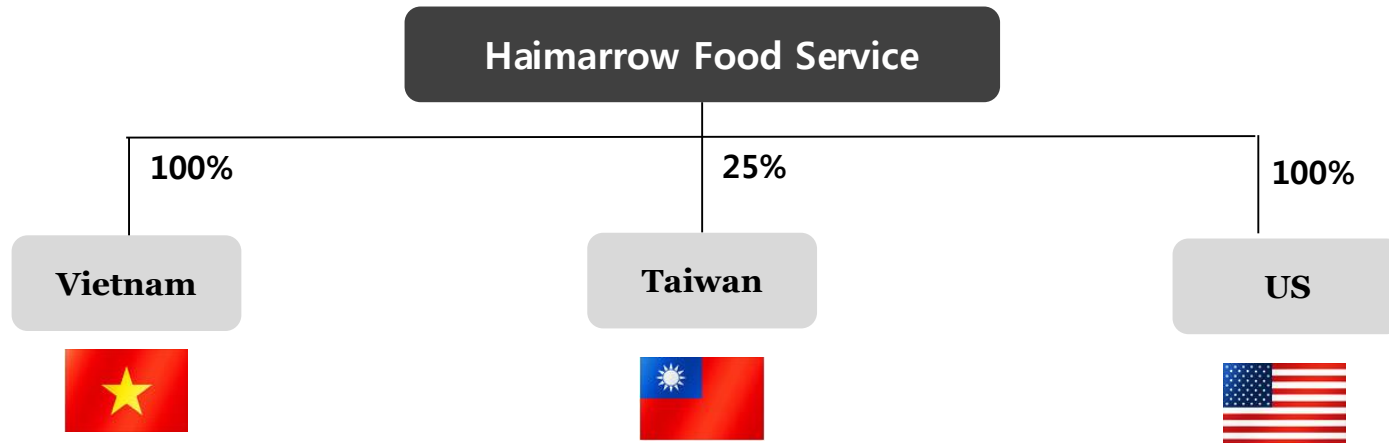 Haimarrow Food Service
100%
25%
100%
Vietnam
Taiwan
US